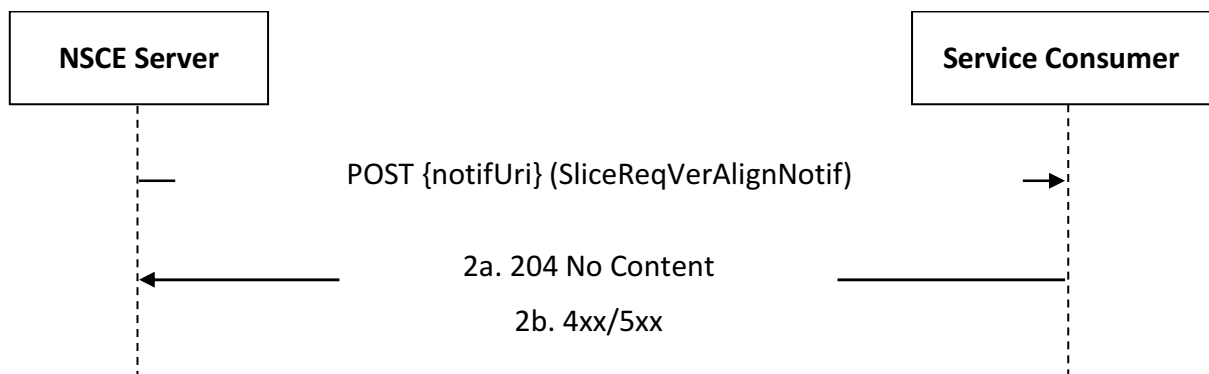 NSCE Server
Service Consumer
POST {notifUri} (SliceReqVerAlignNotif)
2a. 204 No Content
2b. 4xx/5xx